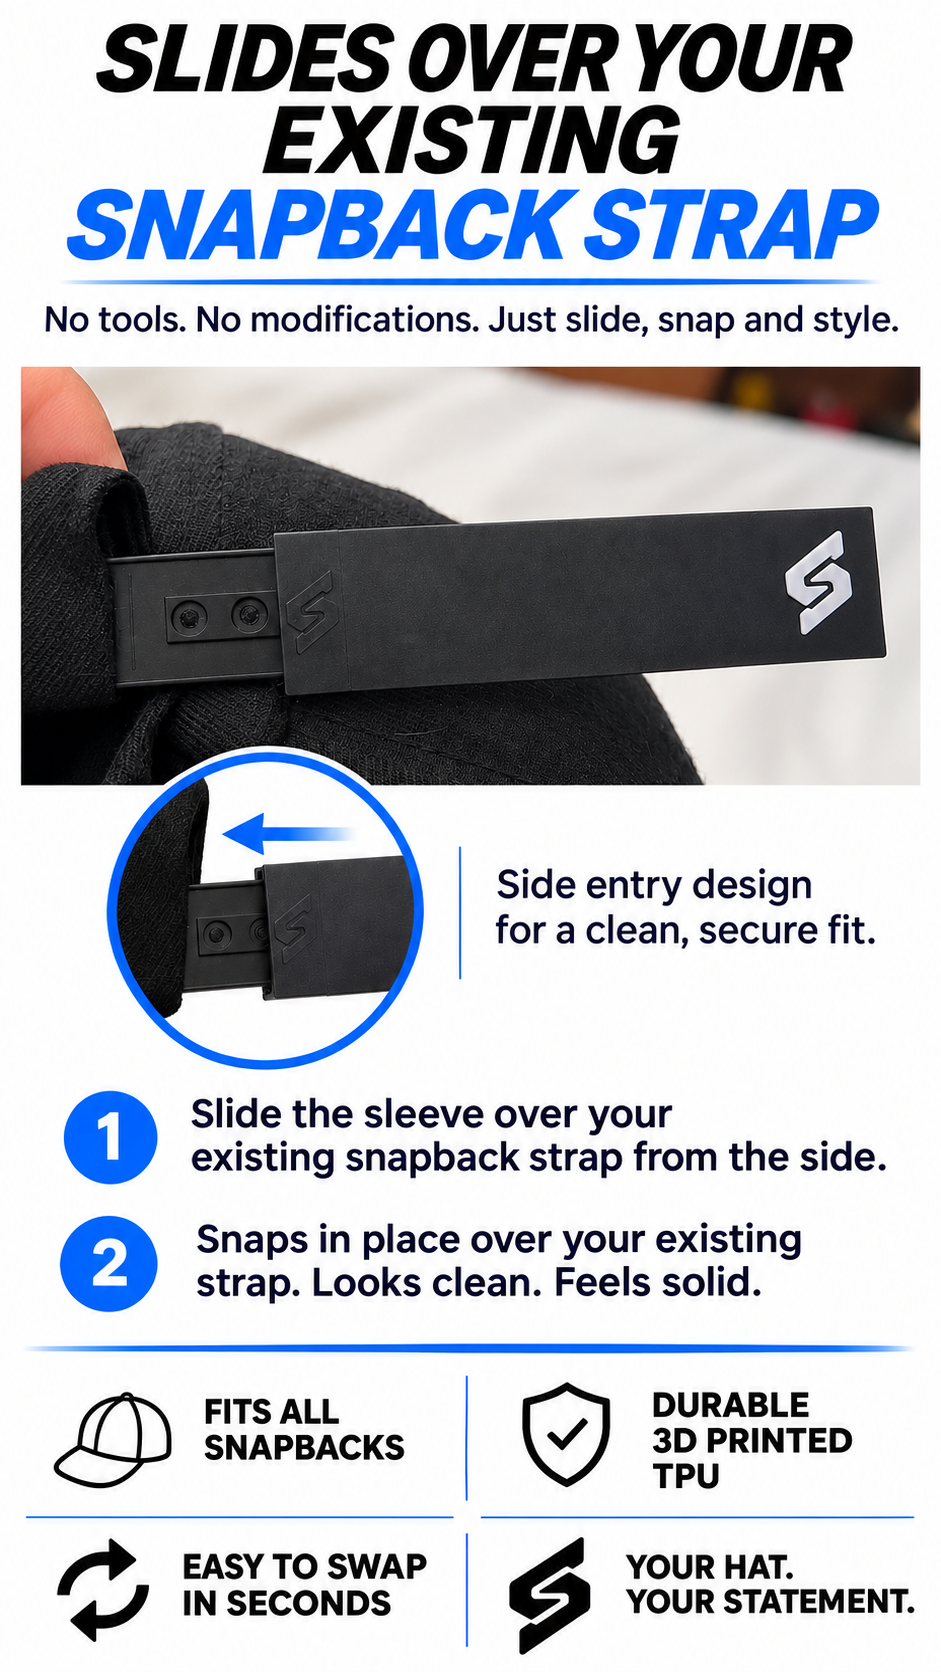 SLIDES OVER YOUR
EXISTING
SNAPBACK STRAP
No tools. No modifications. Just slide, snap and style.
Side entry design
for a clean, secure fit.
1
Slide the sleeve over your
existing snapback strap from the side.
2
Snaps in place over your existing
strap. Looks clean. Feels solid.
FITS ALL
SNAPBACKS
DURABLE
3D PRINTED
TPU
EASY TO SWAP
IN SECONDS
YOUR HAT.
YOUR STATEMENT.